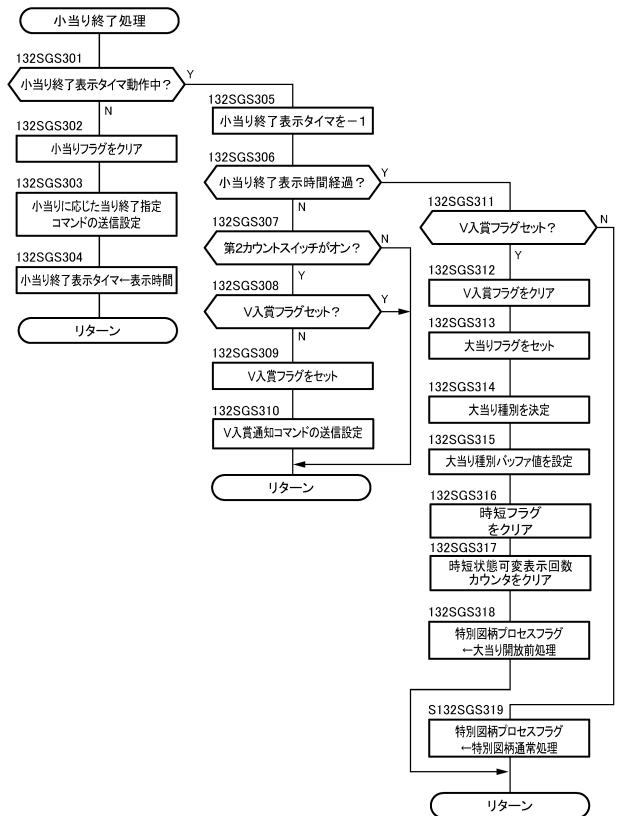 小当り終了処理
132SGS301
小当り終了表示タイマ動作中？
Y
N
132SGS302
小当りフラグをクリア
132SGS303
小当りに応じた当り終了指定
コマンドの送信設定
132SGS304
小当り終了表示タイマ←表示時間
リターン
132SGS305
小当り終了表示タイマを－1
132SGS306
小当り終了表示時間経過？
Y
N
132SGS307
第2カウントスイッチがオン？
N
Y
132SGS308
V入賞フラグセット？
Y
N
132SGS309
V入賞フラグをセット
132SGS310
V入賞通知コマンドの送信設定
リターン
132SGS311
V入賞フラグセット？
N
Y
132SGS312
V入賞フラグをクリア
132SGS313
大当りフラグをセット
132SGS314
大当り種別を決定
132SGS315
大当り種別バッファ値を設定
132SGS316
時短フラグ
をクリア
132SGS317
時短状態可変表示回数
カウンタをクリア
132SGS318
特別図柄プロセスフラグ
←大当り開放前処理
S132SGS319
特別図柄プロセスフラグ
←特別図柄通常処理
リターン